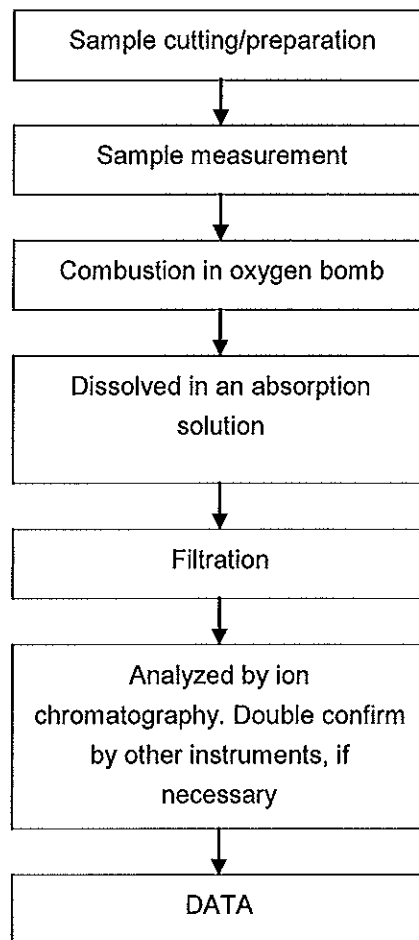 Sample cutting/preparation
Sample measurement
Combustion in oxygen bomb
Dissolved in an absorption
solution
Filtration
Analyzed by ion
chromatography. Double confirm
by other instruments, if
necessary
DATA